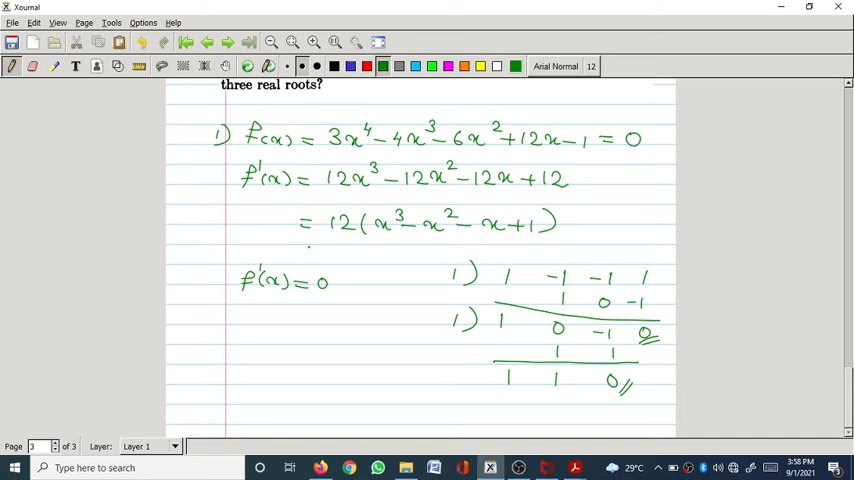 Xournal
File Edit View Page Tools Options Help
Arial Normal 12
three real roots?
1) f(x) = 3x⁴ - 4x³ - 6x² + 12x - 1 = 0
f'(x) = 12x³ - 12x² - 12x + 12
= 12(x³ - x² - x + 1)
f'(x) = 0
1) 1 -1 -1 1
1 0 -1
1) 1 0 -1 0
1 1
1 1 0
Page 3 of 3 Layer: Layer 1
Type here to search
29°C
3:58 PM
9/1/2021
3